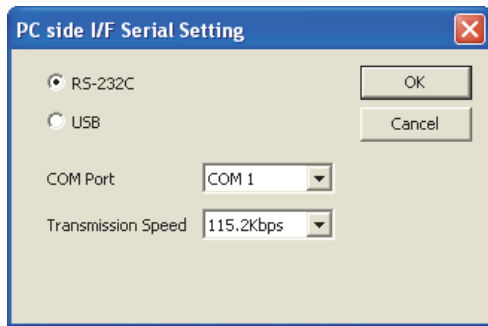 PC side I/F Serial Setting
RS-232C
OK
USB
Cancel
COM Port
COM 1
Transmission Speed
115.2Kbps